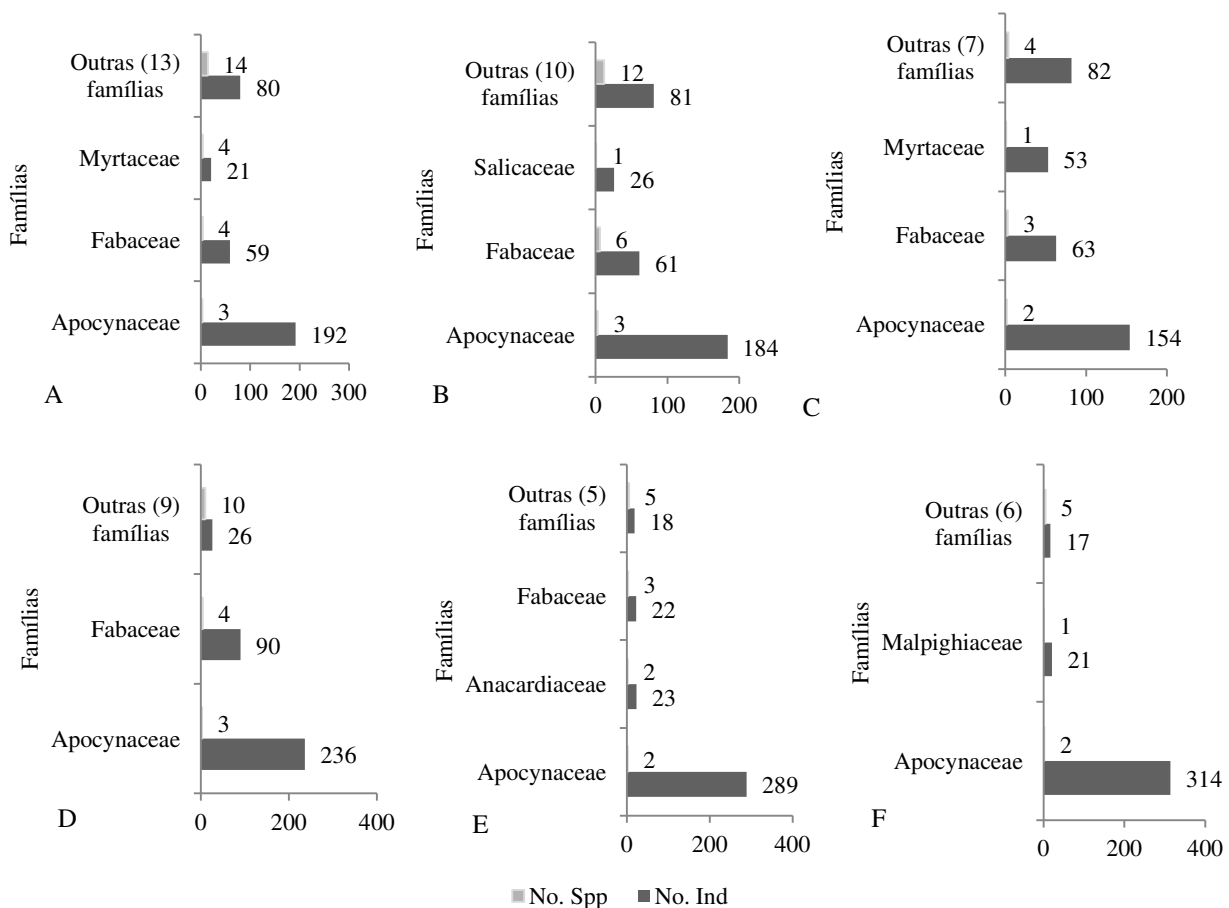 Famílias
Outras (13)
famílias
14
80
Myrtaceae
4
21
Fabaceae
4
59
Apocynaceae
3
192
0 100 200 300
A
Famílias
Outras (10)
famílias
12
81
Salicaceae
1
26
Fabaceae
6
61
Apocynaceae
3
184
0 100 200
B
Famílias
Outras (7)
famílias
4
82
Myrtaceae
1
53
Fabaceae
3
63
Apocynaceae
2
154
0 100 200
C
Famílias
Outras (9)
famílias
10
26
Fabaceae
4
90
Apocynaceae
3
236
0 200 400
D
Famílias
Outras (5)
famílias
5
18
Fabaceae
3
22
Anacardiaceae
2
23
Apocynaceae
2
289
0 200 400
E
Famílias
Outras (6)
famílias
5
17
Malpighiaceae
1
21
Apocynaceae
2
314
0 200 400
F
No. Spp No. Ind